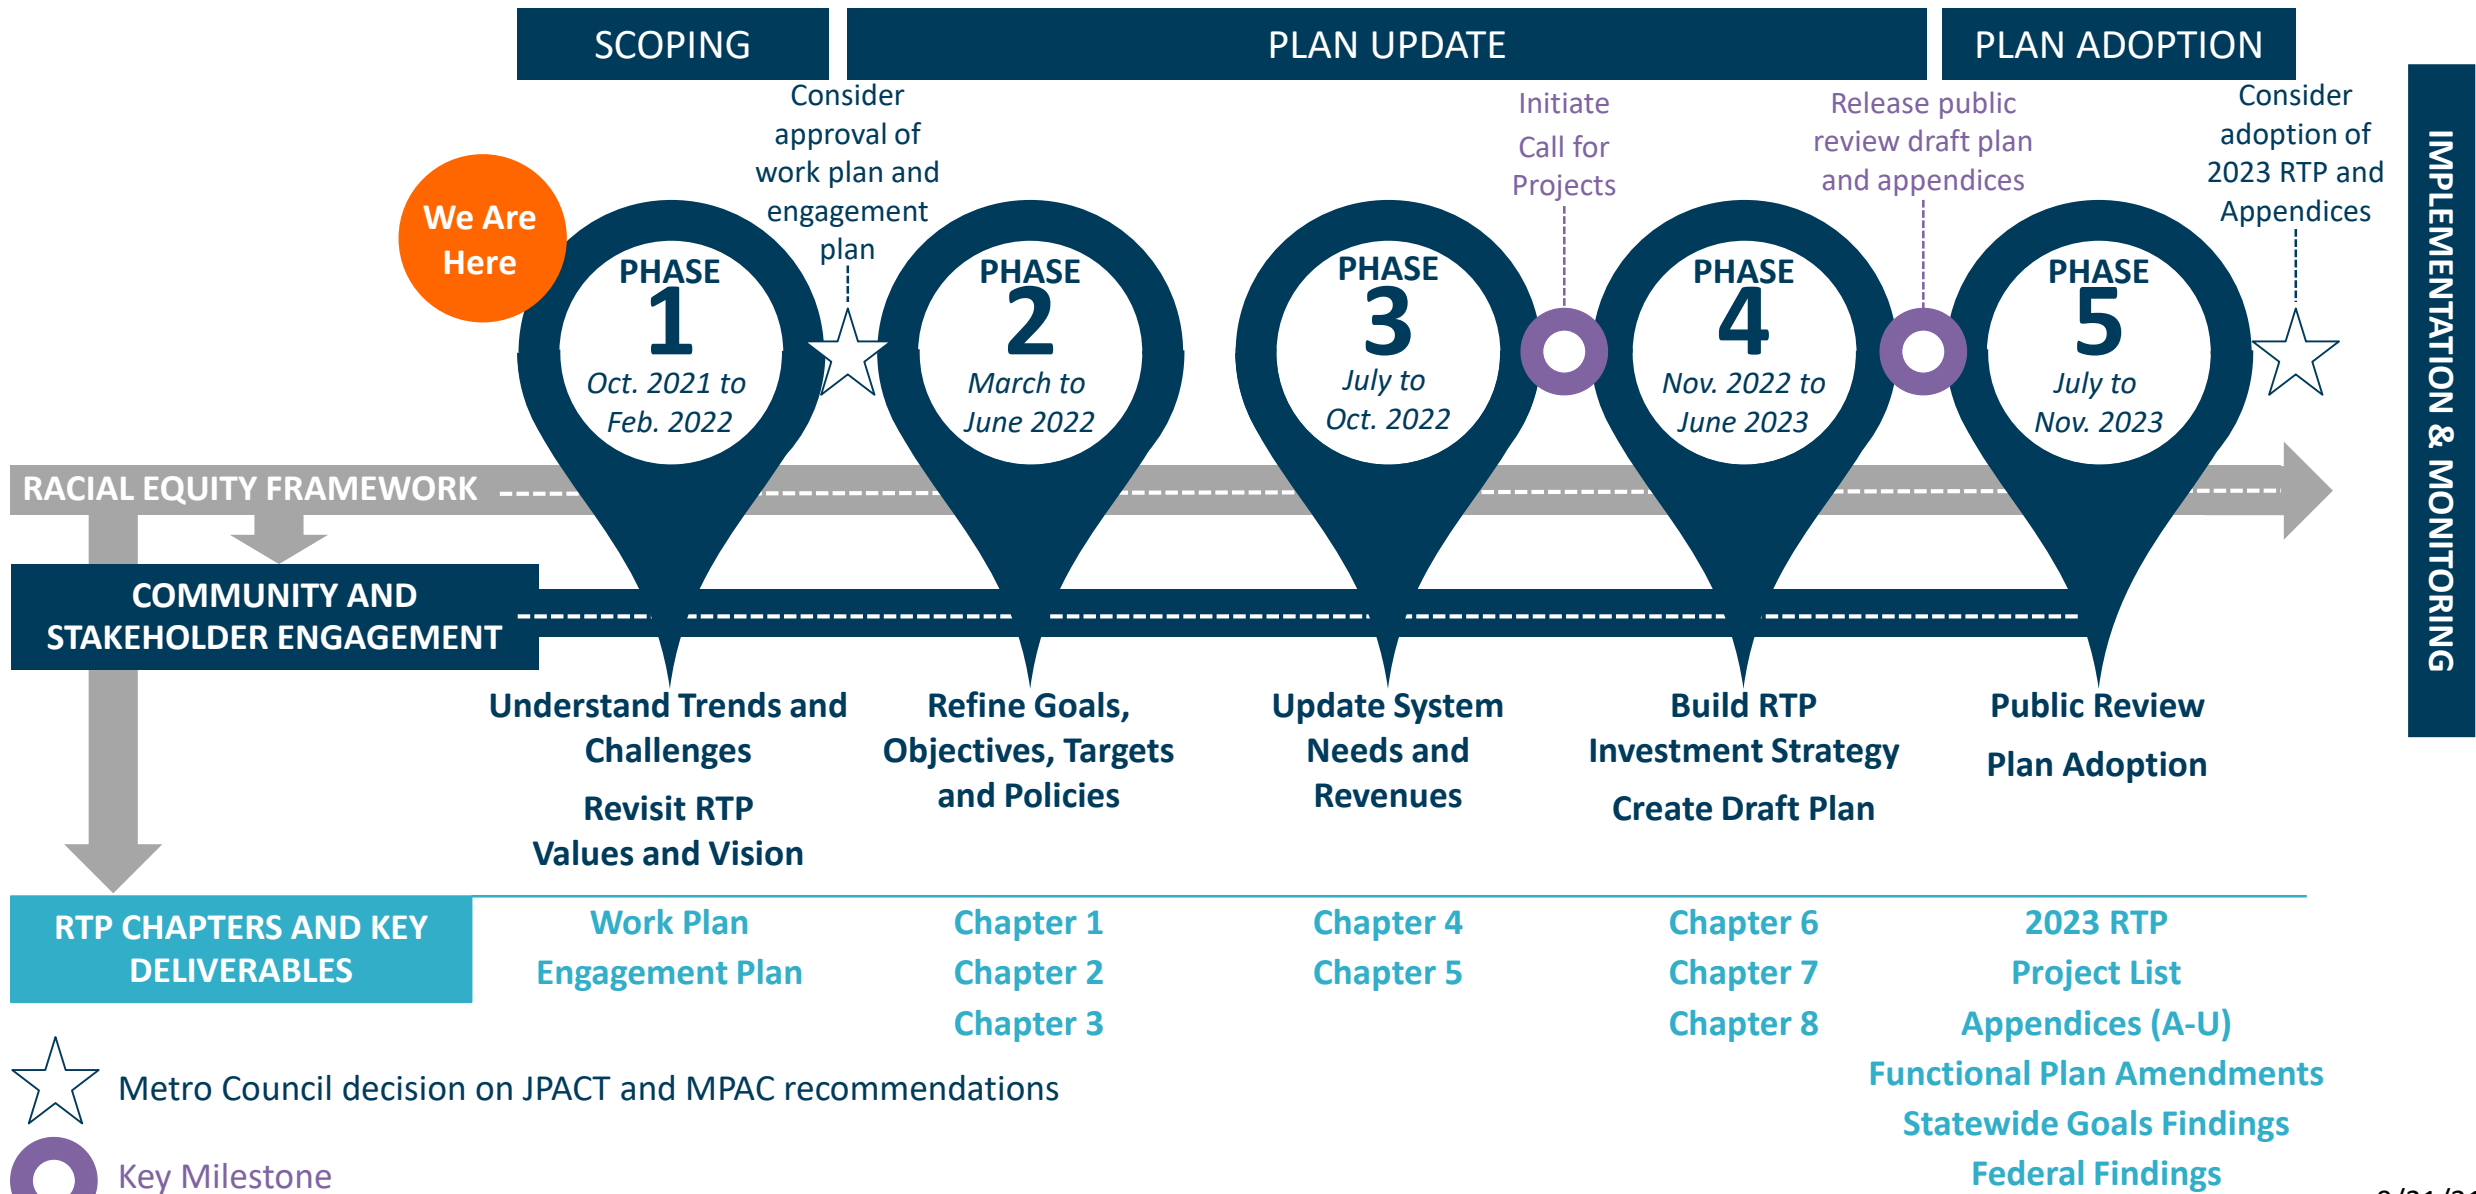 SCOPING
PLAN UPDATE
PLAN ADOPTION
Consider
approval of
work plan and
engagement
plan
Initiate
Call for
Projects
Release public
review draft plan
and appendices
Consider
adoption of
2023 RTP and
Appendices
IMPLEMENTATION & MONITORING
We Are
Here
PHASE
1
Oct. 2021 to
Feb. 2022
PHASE
2
March to
June 2022
PHASE
3
July to
Oct. 2022
PHASE
4
Nov. 2022 to
June 2023
PHASE
5
July to
Nov. 2023
RACIAL EQUITY FRAMEWORK
COMMUNITY AND
STAKEHOLDER ENGAGEMENT
Understand Trends and
Challenges
Revisit RTP
Values and Vision
Refine Goals,
Objectives, Targets
and Policies
Update System
Needs and
Revenues
Build RTP
Investment Strategy
Create Draft Plan
Public Review
Plan Adoption
RTP CHAPTERS AND KEY
DELIVERABLES
Work Plan
Engagement Plan
Chapter 1
Chapter 2
Chapter 3
Chapter 4
Chapter 5
Chapter 6
Chapter 7
Chapter 8
2023 RTP
Project List
Appendices (A-U)
Functional Plan Amendments
Statewide Goals Findings
Federal Findings
Metro Council decision on JPACT and MPAC recommendations
Key Milestone